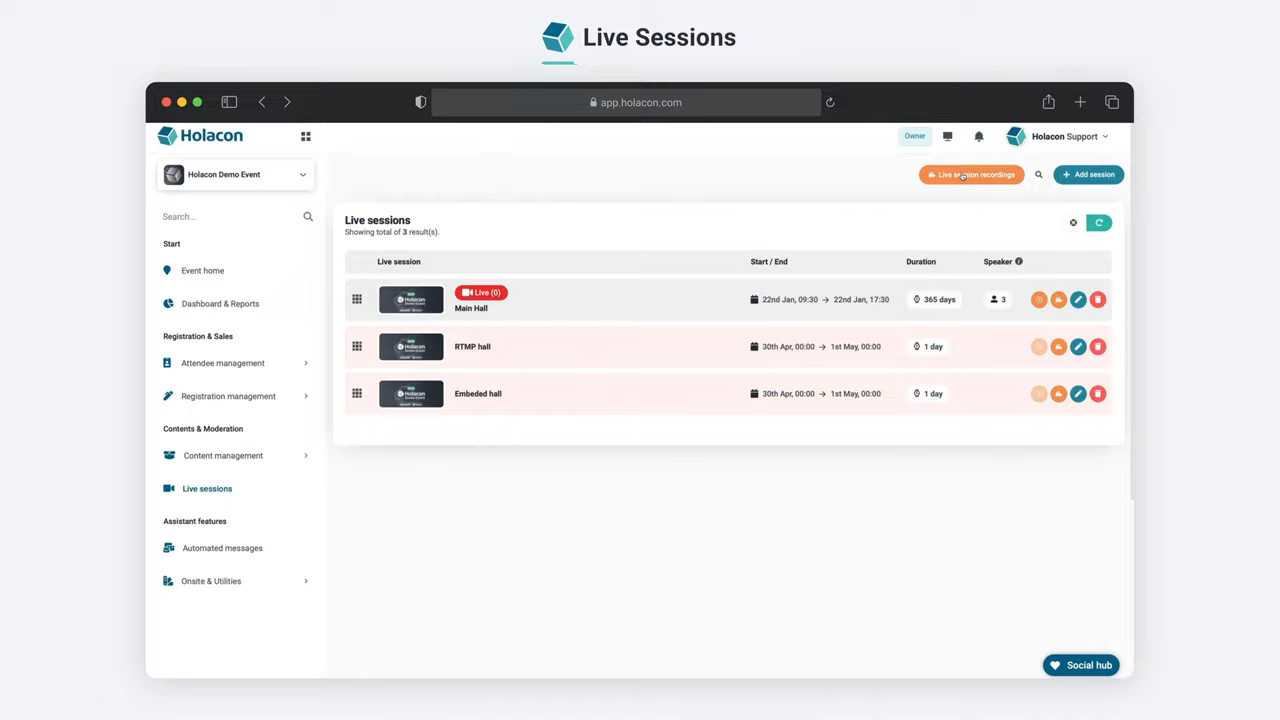 Live Sessions
app.holacon.com
Holacon
Owner
Holacon Support
Holacon Demo Event
Live session recordings
Add session
Search...
Start
Event home
Dashboard & Reports
Registration & Sales
Attendee management
Registration management
Contents & Moderation
Content management
Live sessions
Assistant features
Automated messages
Onsite & Utilities
Live sessions
Showing total of 3 result(s).
Live session Start / End Duration Speaker
Holacon
Live (0)
Main Hall
22nd Jan, 09:30 → 22nd Jan, 17:30 365 days 3
Holacon
RTMP hall
30th Apr, 00:00 → 1st May, 00:00 1 day
Holacon
Embeded hall
30th Apr, 00:00 → 1st May, 00:00 1 day
Social hub